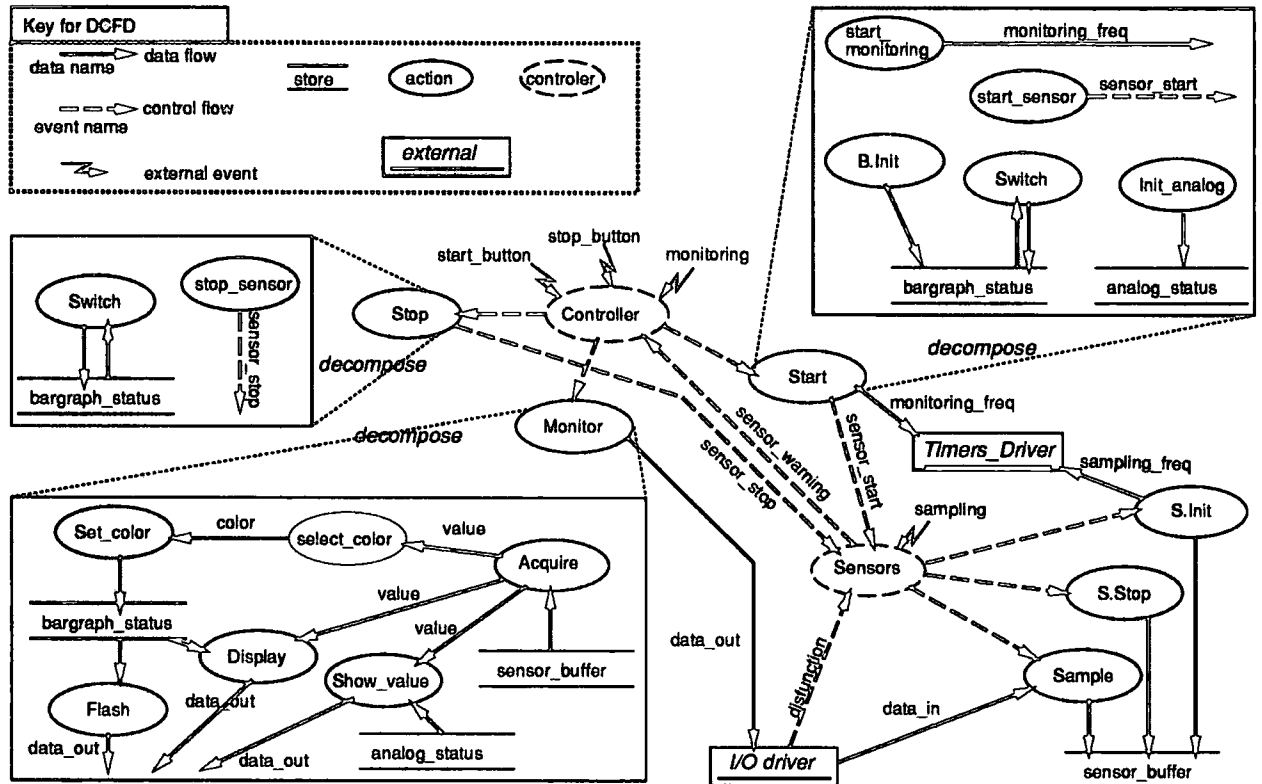 Key for DCFD
data flow
data name
store
action
controler
control flow
event name
external
external event
start_
monitoring
monitoring_freq
start_sensor
sensor_start
B.Init
Switch
Init_analog
bargraph_status
analog_status
Switch
stop_sensor
sensor_stop
bargraph_status
decompose
start_button
stop_button
monitoring
Stop
Controller
Start
decompose
monitoring_freq
Timers_Driver
sampling_freq
decompose
Monitor
sensor_warning
sensor_stop
sensor_start
sampling
S.Init
Sensors
S.Stop
Sample
data_out
disfunction
data_in
I/O driver
sensor_buffer
Set_color
color
select_color
value
Acquire
value
value
bargraph_status
Display
Show_value
sensor_buffer
Flash
data_out
data_out
data_out
analog_status